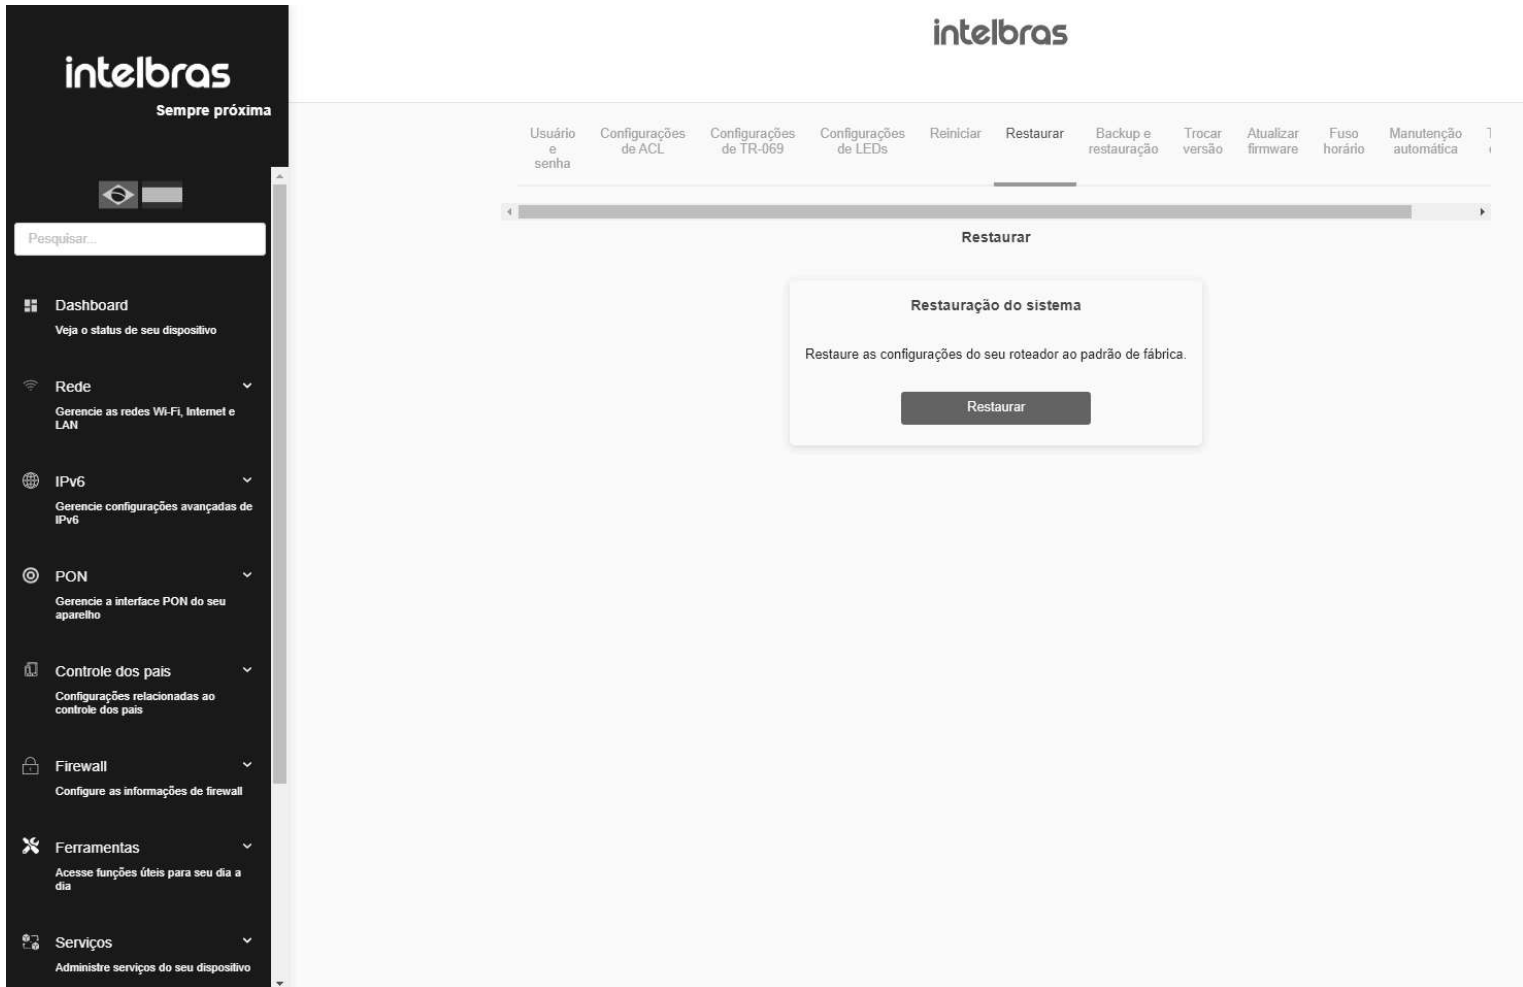 intelbras
Sempre próxima
Pesquisar...
Dashboard
Veja o status de seu dispositivo
Rede
Gerencie as redes Wi-Fi, Internet e
LAN
IPv6
Gerencie configurações avançadas de
IPv6
PON
Gerencie a interface PON do seu
aparelho
Controle dos pais
Configurações relacionadas ao
controle dos pais
Firewall
Configure as informações de firewall
Ferramentas
Acesse funções úteis para seu dia a
dia
Serviços
Administre serviços do seu dispositivo
intelbras
Usuário
e
senha
Configurações
de ACL
Configurações
de TR-069
Configurações
de LEDs
Reiniciar
Restaurar
Backup e
restauração
Trocar
versão
Atualizar
firmware
Fuso
horário
Manutenção
automática
Restaurar
Restauração do sistema
Restaure as configurações do seu roteador ao padrão de fábrica.
Restaurar